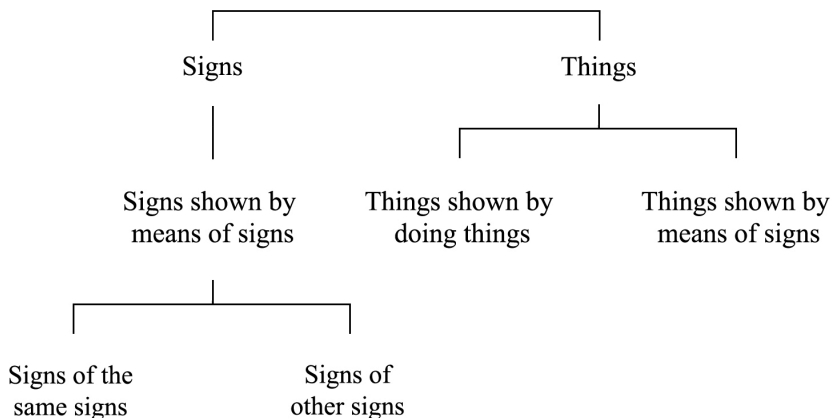 Signs
Things
Signs shown by
means of signs
Things shown by
doing things
Things shown by
means of signs
Signs of the
same signs
Signs of
other signs